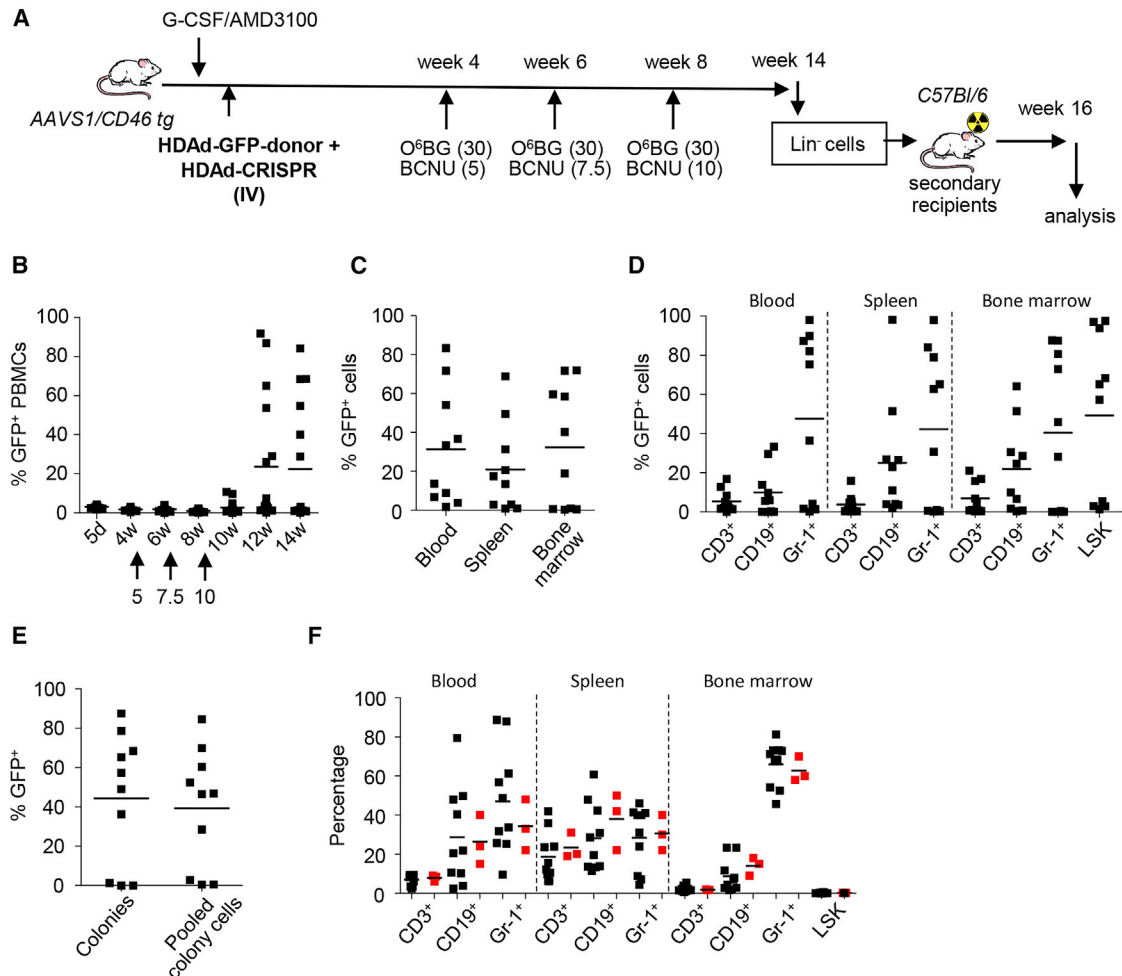 A
G-CSF/AMD3100
week 4
week 6
week 8
week 14
C57Bl/6
week 16
AAVS1/CD46 tg
HDAd-GFP-donor +
HDAd-CRISPR
(IV)
O⁶BG (30)
BCNU (5)
O⁶BG (30)
BCNU (7.5)
O⁶BG (30)
BCNU (10)
Lin⁻ cells
secondary
recipients
analysis
B
% GFP⁺ PBMCs
100
80
60
40
20
0
5d
4w
6w
8w
10w
12w
14w
5
7.5
10
C
% GFP⁺ cells
100
80
60
40
20
0
Blood
Spleen
Bone
marrow
D
Blood
Spleen
Bone marrow
% GFP⁺ cells
100
80
60
40
20
0
CD3⁺
CD19⁺
Gr-1⁺
CD3⁺
CD19⁺
Gr-1⁺
CD3⁺
CD19⁺
Gr-1⁺
LSK
E
% GFP⁺
100
80
60
40
20
0
Colonies
Pooled
colony cells
F
Blood
Spleen
Bone marrow
Percentage
100
80
60
40
20
0
CD3⁺
CD19⁺
Gr-1⁺
CD3⁺
CD19⁺
Gr-1⁺
CD3⁺
CD19⁺
Gr-1⁺
LSK